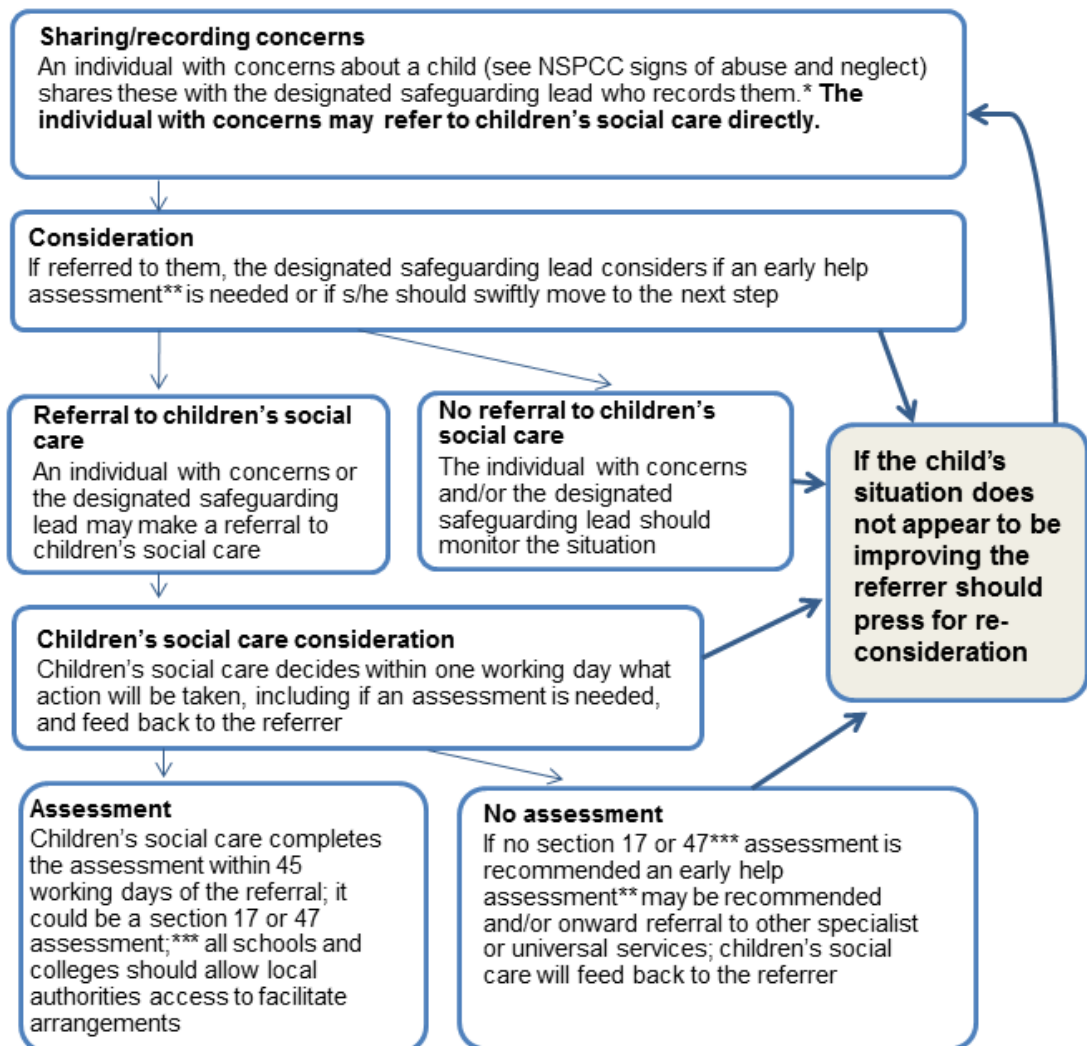 Sharing/recording concerns
An individual with concerns about a child (see NSPCC signs of abuse and neglect)
shares these with the designated safeguarding lead who records them.* The
individual with concerns may refer to children's social care directly.
Consideration
If referred to them, the designated safeguarding lead considers if an early help
assessment** is needed or if s/he should swiftly move to the next step
Referral to children's social
care
An individual with concerns or
the designated safeguarding
lead may make a referral to
children's social care
No referral to children's
social care
The individual with concerns
and/or the designated
safeguarding lead should
monitor the situation
If the child's
situation does
not appear to be
improving the
referrer should
press for re-
consideration
Children's social care consideration
Children's social care decides within one working day what
action will be taken, including if an assessment is needed,
and feed back to the referrer
Assessment
Children's social care completes
the assessment within 45
working days of the referral; it
could be a section 17 or 47
assessment;*** all schools and
colleges should allow local
authorities access to facilitate
arrangements
No assessment
If no section 17 or 47*** assessment is
recommended an early help
assessment** may be recommended
and/or onward referral to other specialist
or universal services; children's social
care will feed back to the referrer